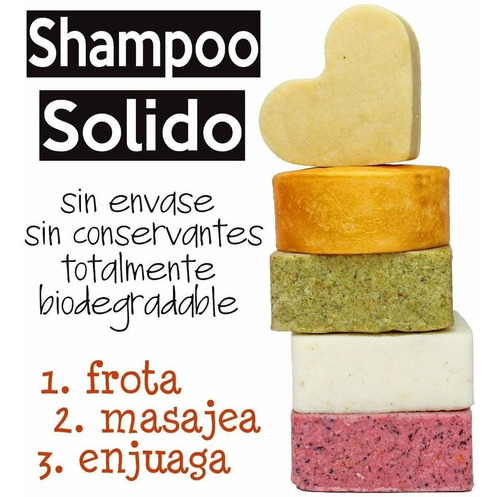 Shampoo
Solido
sin envase
sin conservantes
totalmente
biodegradable
1. frota
2. masajea
3. enjuaga